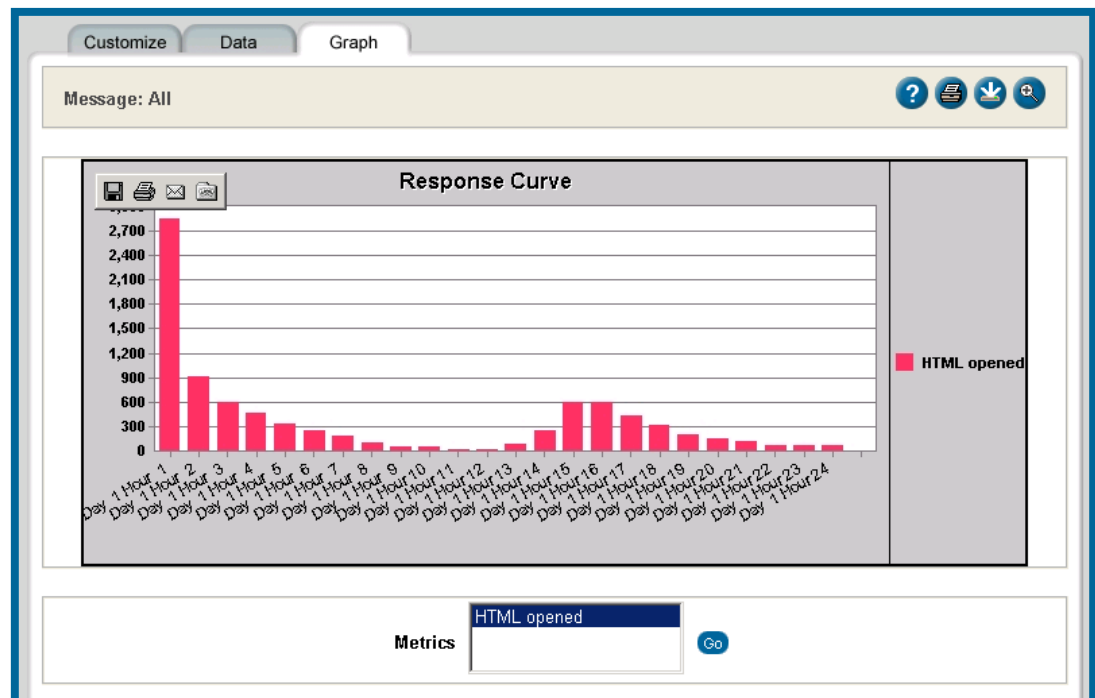 Customize Data Graph
Message: All
Response Curve
2,700
2,400
2,100
1,800
1,500
1,200
900
600
300
0
HTML opened
Day 1 Hour 1
Day 1 Hour 2
Day 1 Hour 3
Day 1 Hour 4
Day 1 Hour 5
Day 1 Hour 6
Day 1 Hour 7
Day 1 Hour 8
Day 1 Hour 9
Day 1 Hour 10
Day 1 Hour 11
Day 1 Hour 12
Day 1 Hour 13
Day 1 Hour 14
Day 1 Hour 15
Day 1 Hour 16
Day 1 Hour 17
Day 1 Hour 18
Day 1 Hour 19
Day 1 Hour 20
Day 1 Hour 21
Day 1 Hour 22
Day 1 Hour 23
Day 1 Hour 24
HTML opened
Metrics
Go